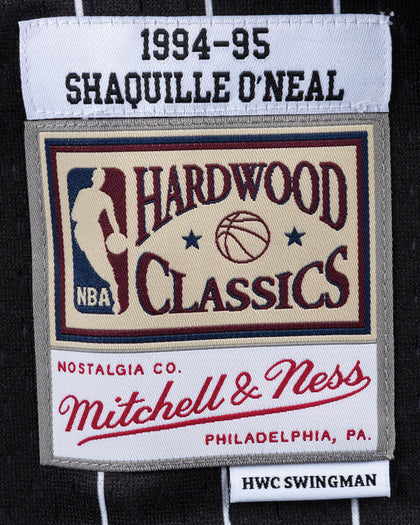 1994-95
SHAQUILLE O'NEAL
HARDWOOD
CLASSICS
NBA
NOSTALGIA CO.
Mitchell & Ness
PHILADELPHIA, PA.
HWC SWINGMAN